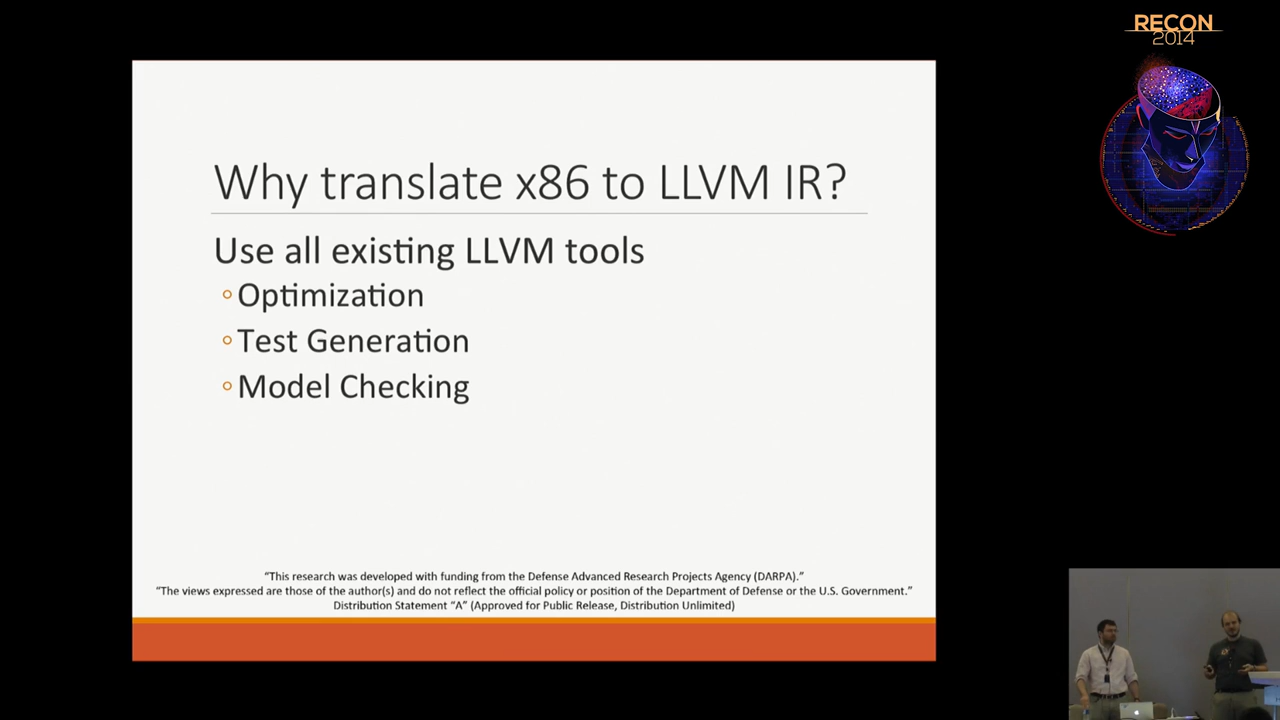 RECON
2014
Why translate x86 to LLVM IR?
Use all existing LLVM tools
Optimization
Test Generation
Model Checking
“This research was developed with funding from the Defense Advanced Research Projects Agency (DARPA).”
“The views expressed are those of the author(s) and do not reflect the official policy or position of the Department of Defense or the U.S. Government.”
Distribution Statement “A” (Approved for Public Release, Distribution Unlimited)